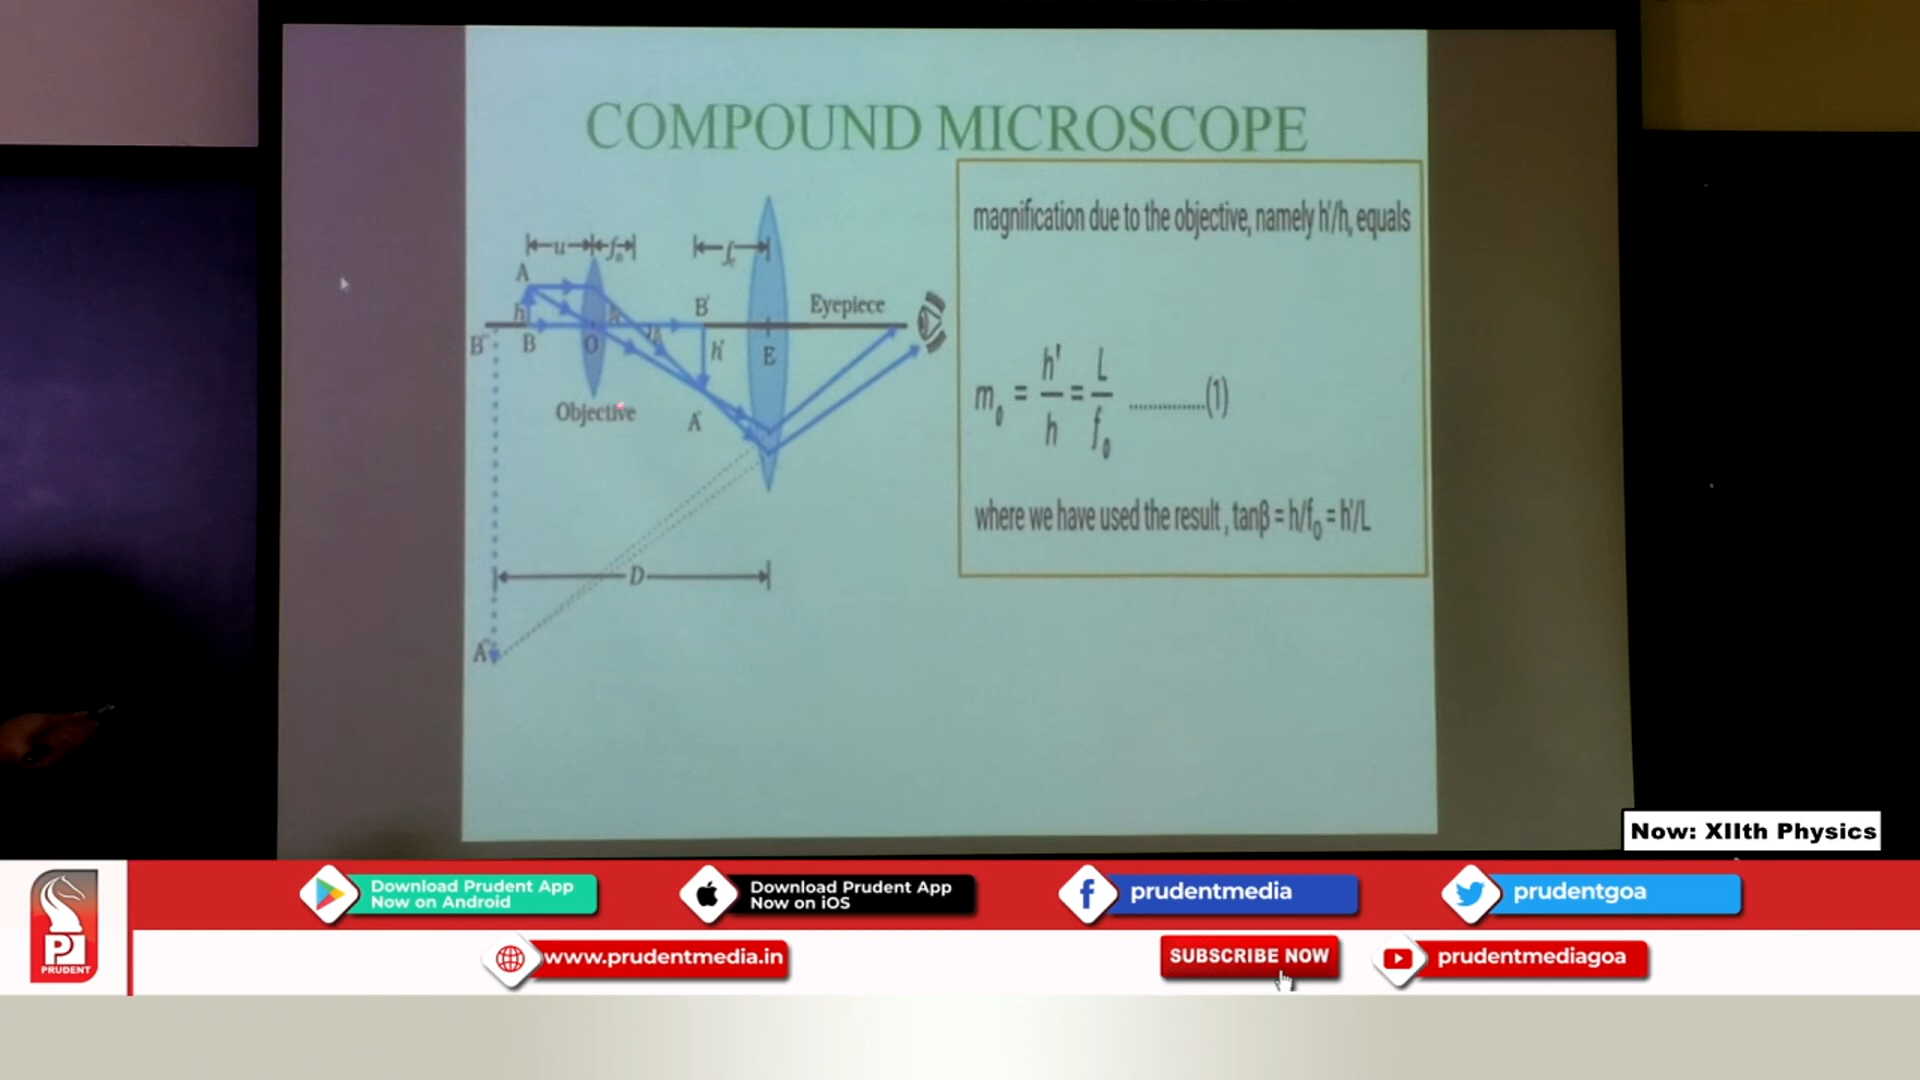 COMPOUND MICROSCOPE
magnification due to the objective, namely h'/h, equals
m₀ = h'/h = L/f₀ ...............(1)
where we have used the result , tanβ = h/f₀ = h'/L
u
f₀
A
h
B'
Eyepiece
B"
B
O
h'
E
Objective
A'
D
A"
Now: XIIth Physics
Download Prudent App
Now on Android
Download Prudent App
Now on iOS
prudentmedia
prudentgoa
PRUDENT
www.prudentmedia.in
SUBSCRIBE NOW
prudentmediagoa